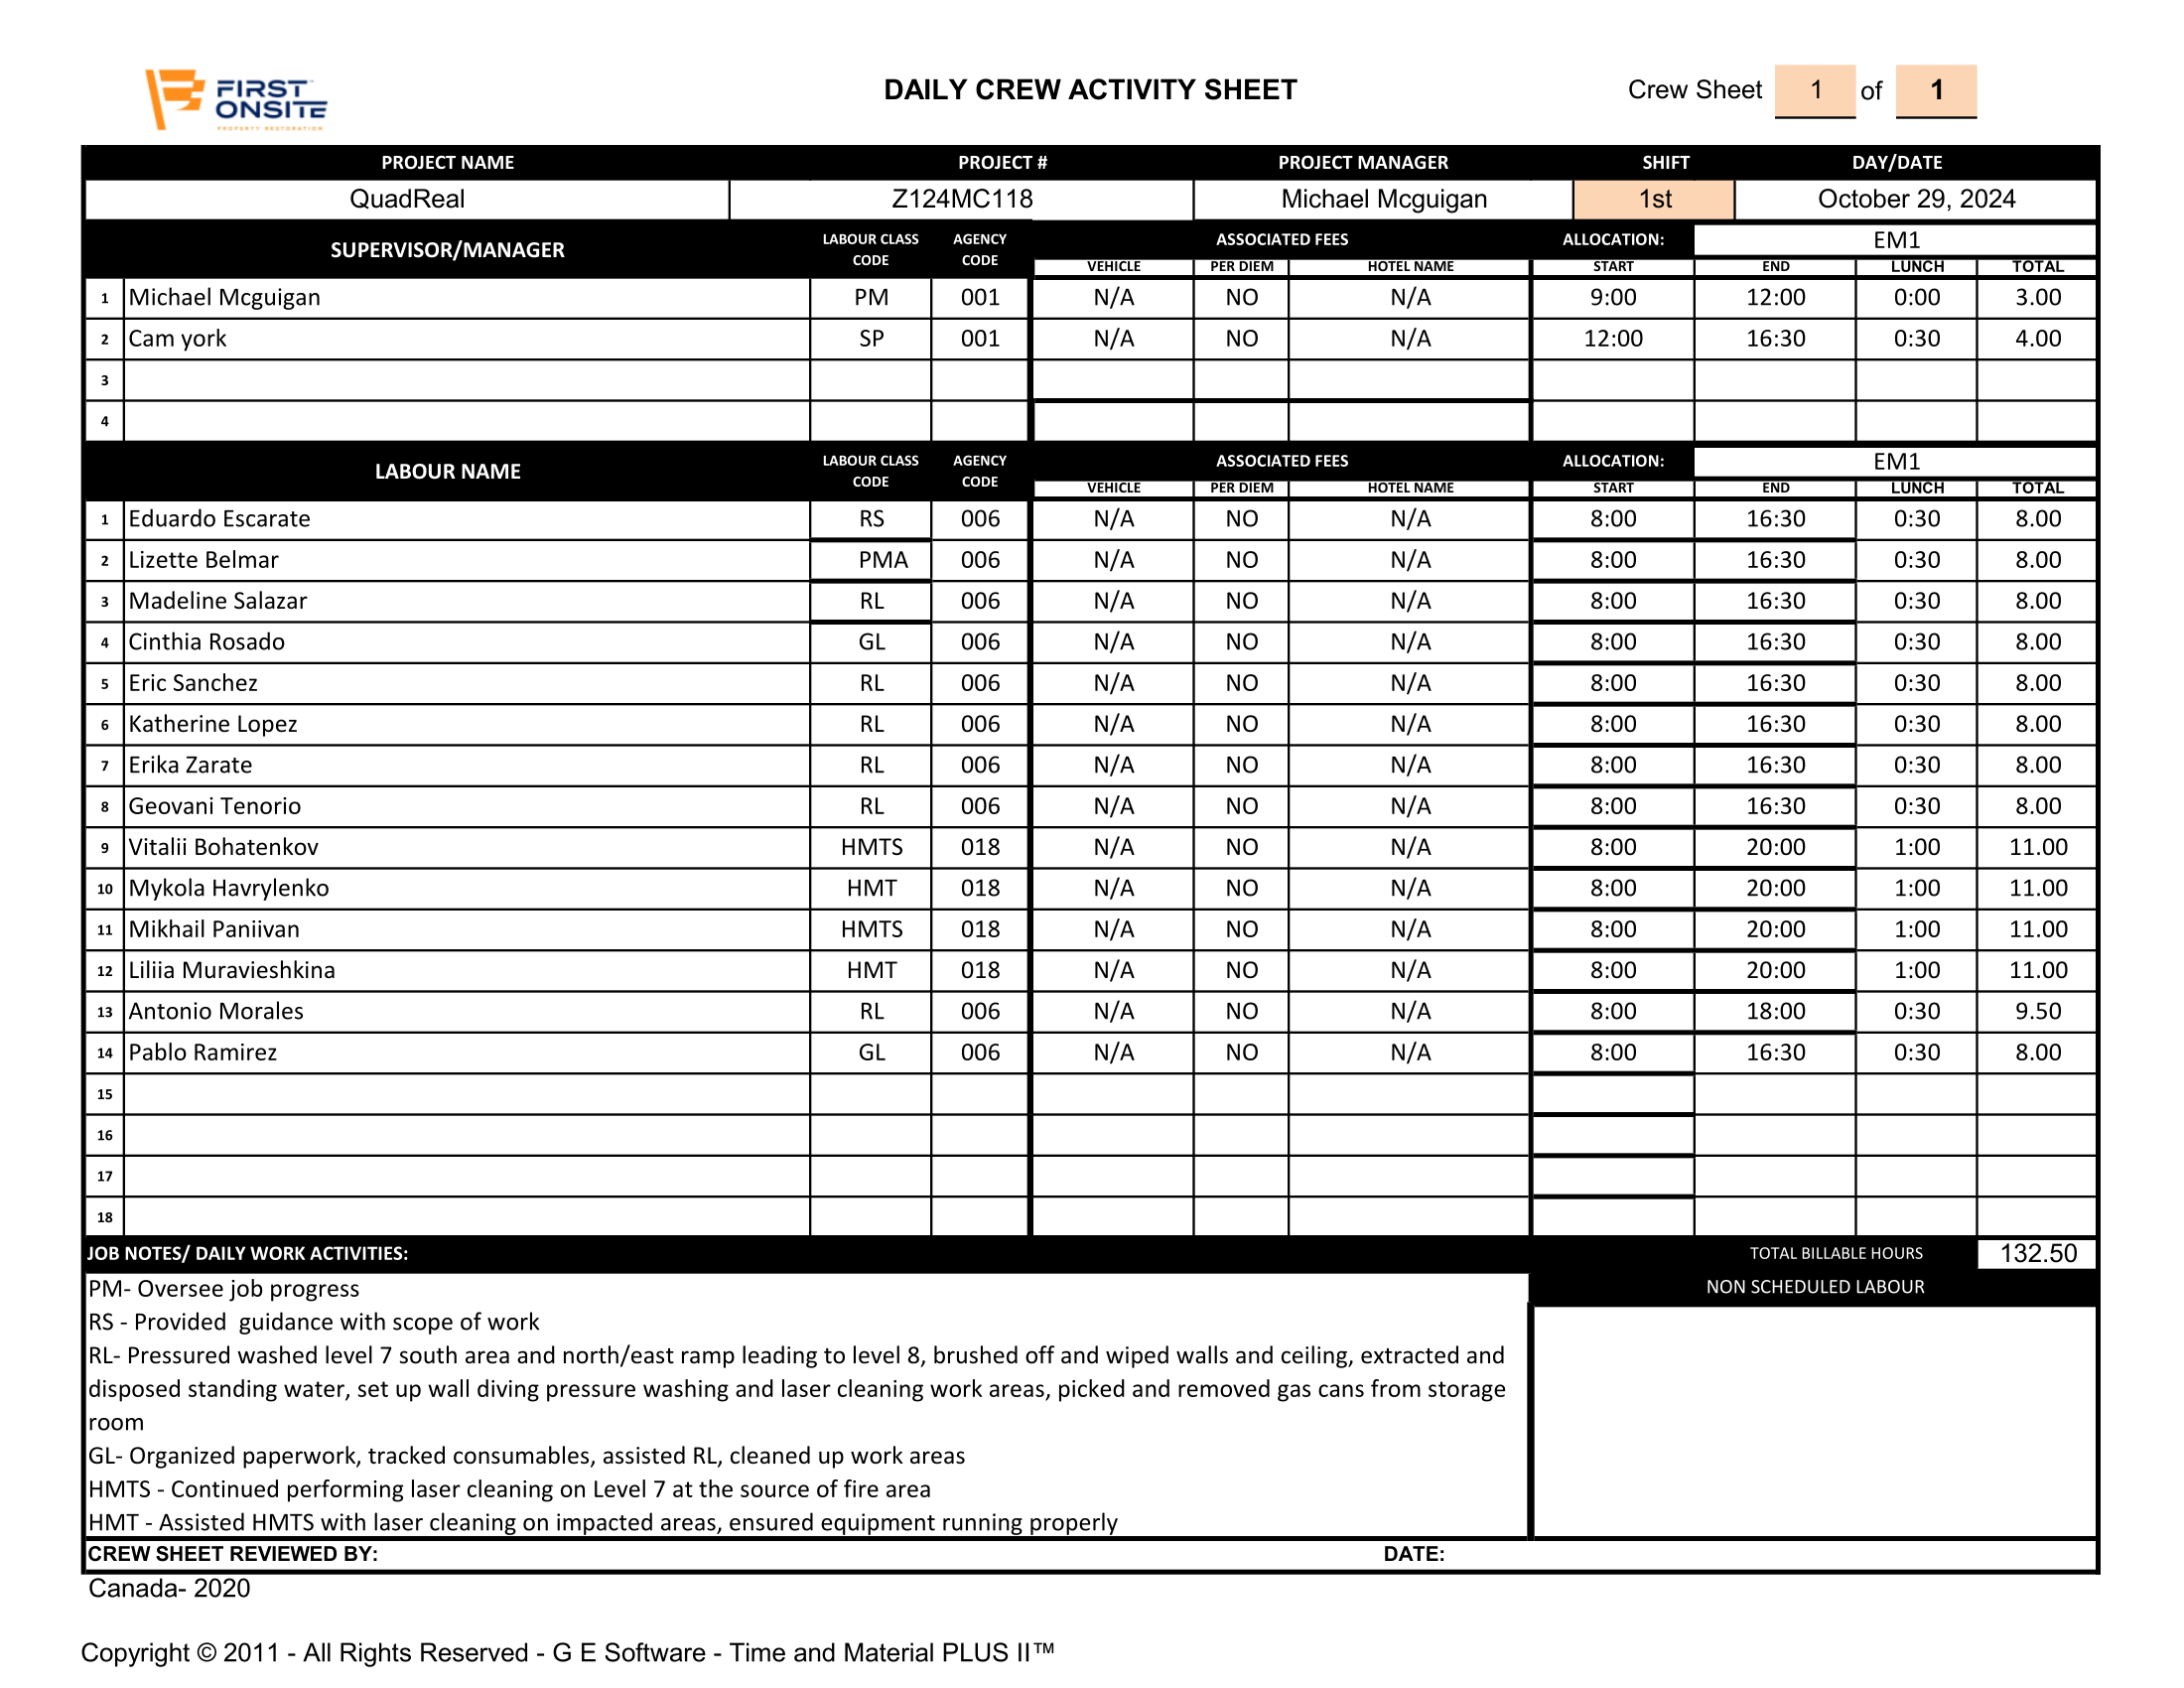 FIRST ONSITE PROPERTY RESTORATION
DAILY CREW ACTIVITY SHEET
Crew Sheet 1 of 1
PROJECT NAME PROJECT # PROJECT MANAGER SHIFT DAY/DATE
QuadReal Z124MC118 Michael Mcguigan 1st October 29, 2024
SUPERVISOR/MANAGER LABOUR CLASS CODE AGENCY CODE ASSOCIATED FEES ALLOCATION: EM1
VEHICLE PER DIEM HOTEL NAME START END LUNCH TOTAL
1 Michael Mcguigan PM 001 N/A NO N/A 9:00 12:00 0:00 3.00
2 Cam york SP 001 N/A NO N/A 12:00 16:30 0:30 4.00
3
4
LABOUR NAME LABOUR CLASS CODE AGENCY CODE ASSOCIATED FEES ALLOCATION: EM1
VEHICLE PER DIEM HOTEL NAME START END LUNCH TOTAL
1 Eduardo Escarate RS 006 N/A NO N/A 8:00 16:30 0:30 8.00
2 Lizette Belmar PMA 006 N/A NO N/A 8:00 16:30 0:30 8.00
3 Madeline Salazar RL 006 N/A NO N/A 8:00 16:30 0:30 8.00
4 Cinthia Rosado GL 006 N/A NO N/A 8:00 16:30 0:30 8.00
5 Eric Sanchez RL 006 N/A NO N/A 8:00 16:30 0:30 8.00
6 Katherine Lopez RL 006 N/A NO N/A 8:00 16:30 0:30 8.00
7 Erika Zarate RL 006 N/A NO N/A 8:00 16:30 0:30 8.00
8 Geovani Tenorio RL 006 N/A NO N/A 8:00 16:30 0:30 8.00
9 Vitalii Bohatenkov HMTS 018 N/A NO N/A 8:00 20:00 1:00 11.00
10 Mykola Havrylenko HMT 018 N/A NO N/A 8:00 20:00 1:00 11.00
11 Mikhail Paniivan HMTS 018 N/A NO N/A 8:00 20:00 1:00 11.00
12 Liliia Muravieshkina HMT 018 N/A NO N/A 8:00 20:00 1:00 11.00
13 Antonio Morales RL 006 N/A NO N/A 8:00 18:00 0:30 9.50
14 Pablo Ramirez GL 006 N/A NO N/A 8:00 16:30 0:30 8.00
15
16
17
18
JOB NOTES/ DAILY WORK ACTIVITIES: TOTAL BILLABLE HOURS 132.50
NON SCHEDULED LABOUR
PM- Oversee job progress
RS - Provided  guidance with scope of work
RL- Pressured washed level 7 south area and north/east ramp leading to level 8, brushed off and wiped walls and ceiling, extracted and
disposed standing water, set up wall diving pressure washing and laser cleaning work areas, picked and removed gas cans from storage
room
GL- Organized paperwork, tracked consumables, assisted RL, cleaned up work areas
HMTS - Continued performing laser cleaning on Level 7 at the source of fire area
HMT - Assisted HMTS with laser cleaning on impacted areas, ensured equipment running properly
CREW SHEET REVIEWED BY: DATE:
Canada- 2020
Copyright © 2011 - All Rights Reserved - G E Software - Time and Material PLUS II™